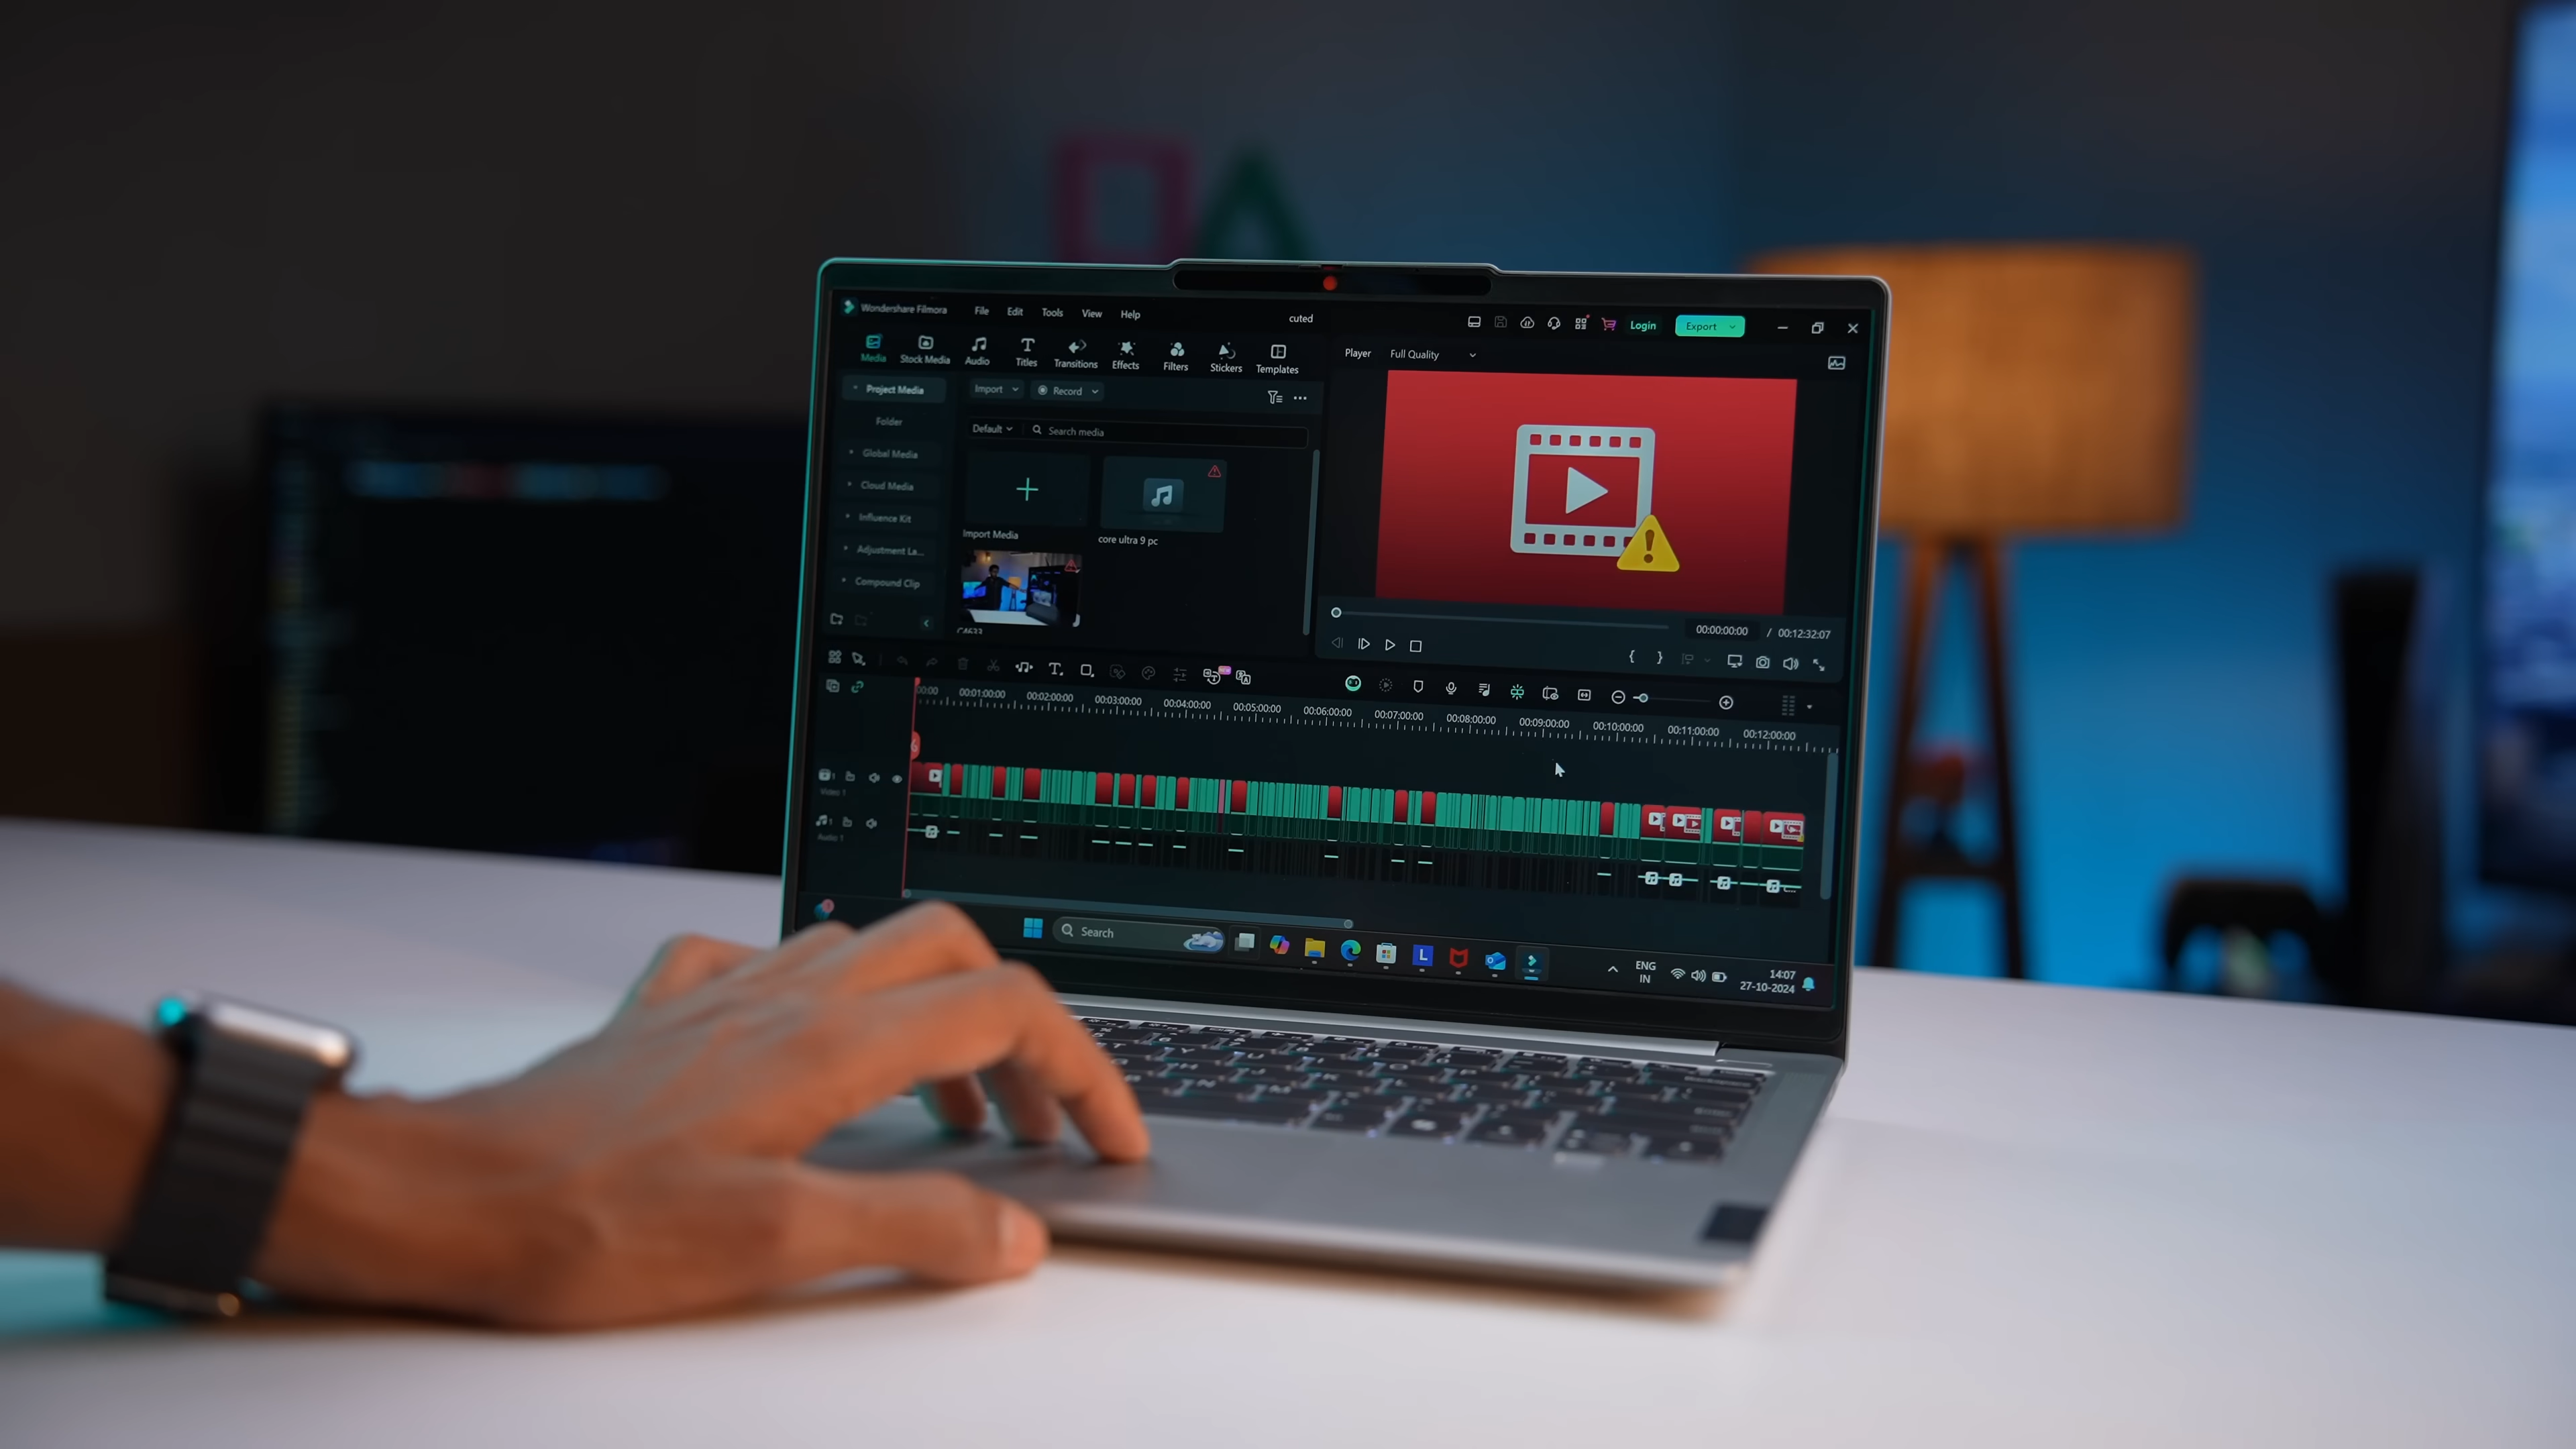 Wondershare Filmora File Edit Tools View Help cuted Login Export
Media Stock Media Audio Titles Transitions Effects Filters Stickers Templates
Player Full Quality
Project Media
Import Record
Folder
Default Search media
Global Media
Cloud Media
Influence Kit
Adjustment La...
Compound Clip
Import Media
core ultra 9 pc
00:00:00:00 / 00:12:32:07
00:00 00:01:00:00 00:02:00:00 00:03:00:00 00:04:00:00 00:05:00:00 00:06:00:00 00:07:00:00 00:08:00:00 00:09:00:00 00:10:00:00 00:11:00:00 00:12:00:00
Video 1
Audio 1
Search
ENG
IN
14:07
27-10-2024